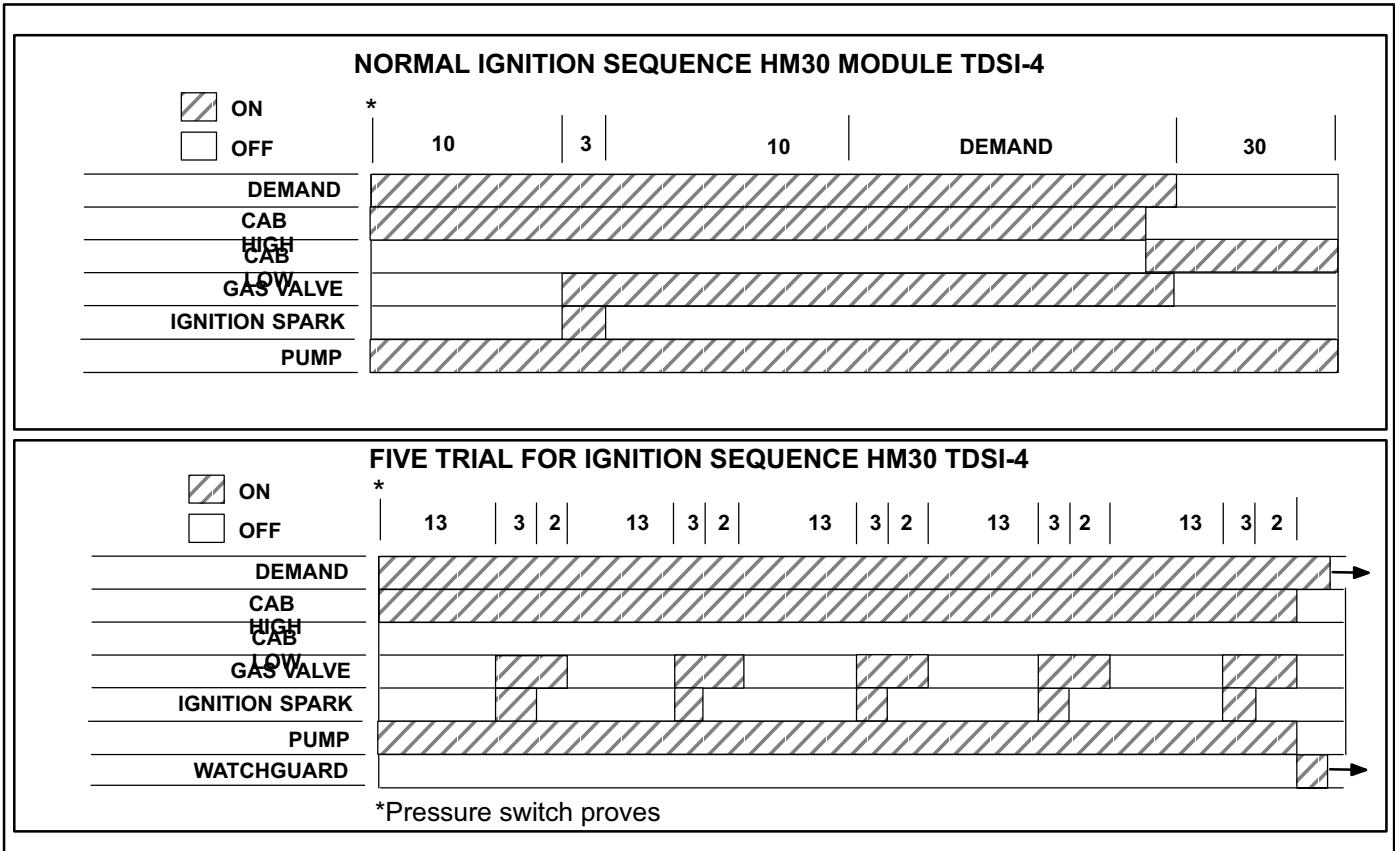 NORMAL IGNITION SEQUENCE HM30 MODULE TDSI-4
ON
OFF
*
10 3 10 DEMAND 30
DEMAND
CAB
HIGH
CAB
LOW
GAS VALVE
IGNITION SPARK
PUMP
FIVE TRIAL FOR IGNITION SEQUENCE HM30 TDSI-4
ON
OFF
*
13 3 2 13 3 2 13 3 2 13 3 2 13 3 2
DEMAND
CAB
HIGH
CAB
LOW
GAS VALVE
IGNITION SPARK
PUMP
WATCHGUARD
*Pressure switch proves